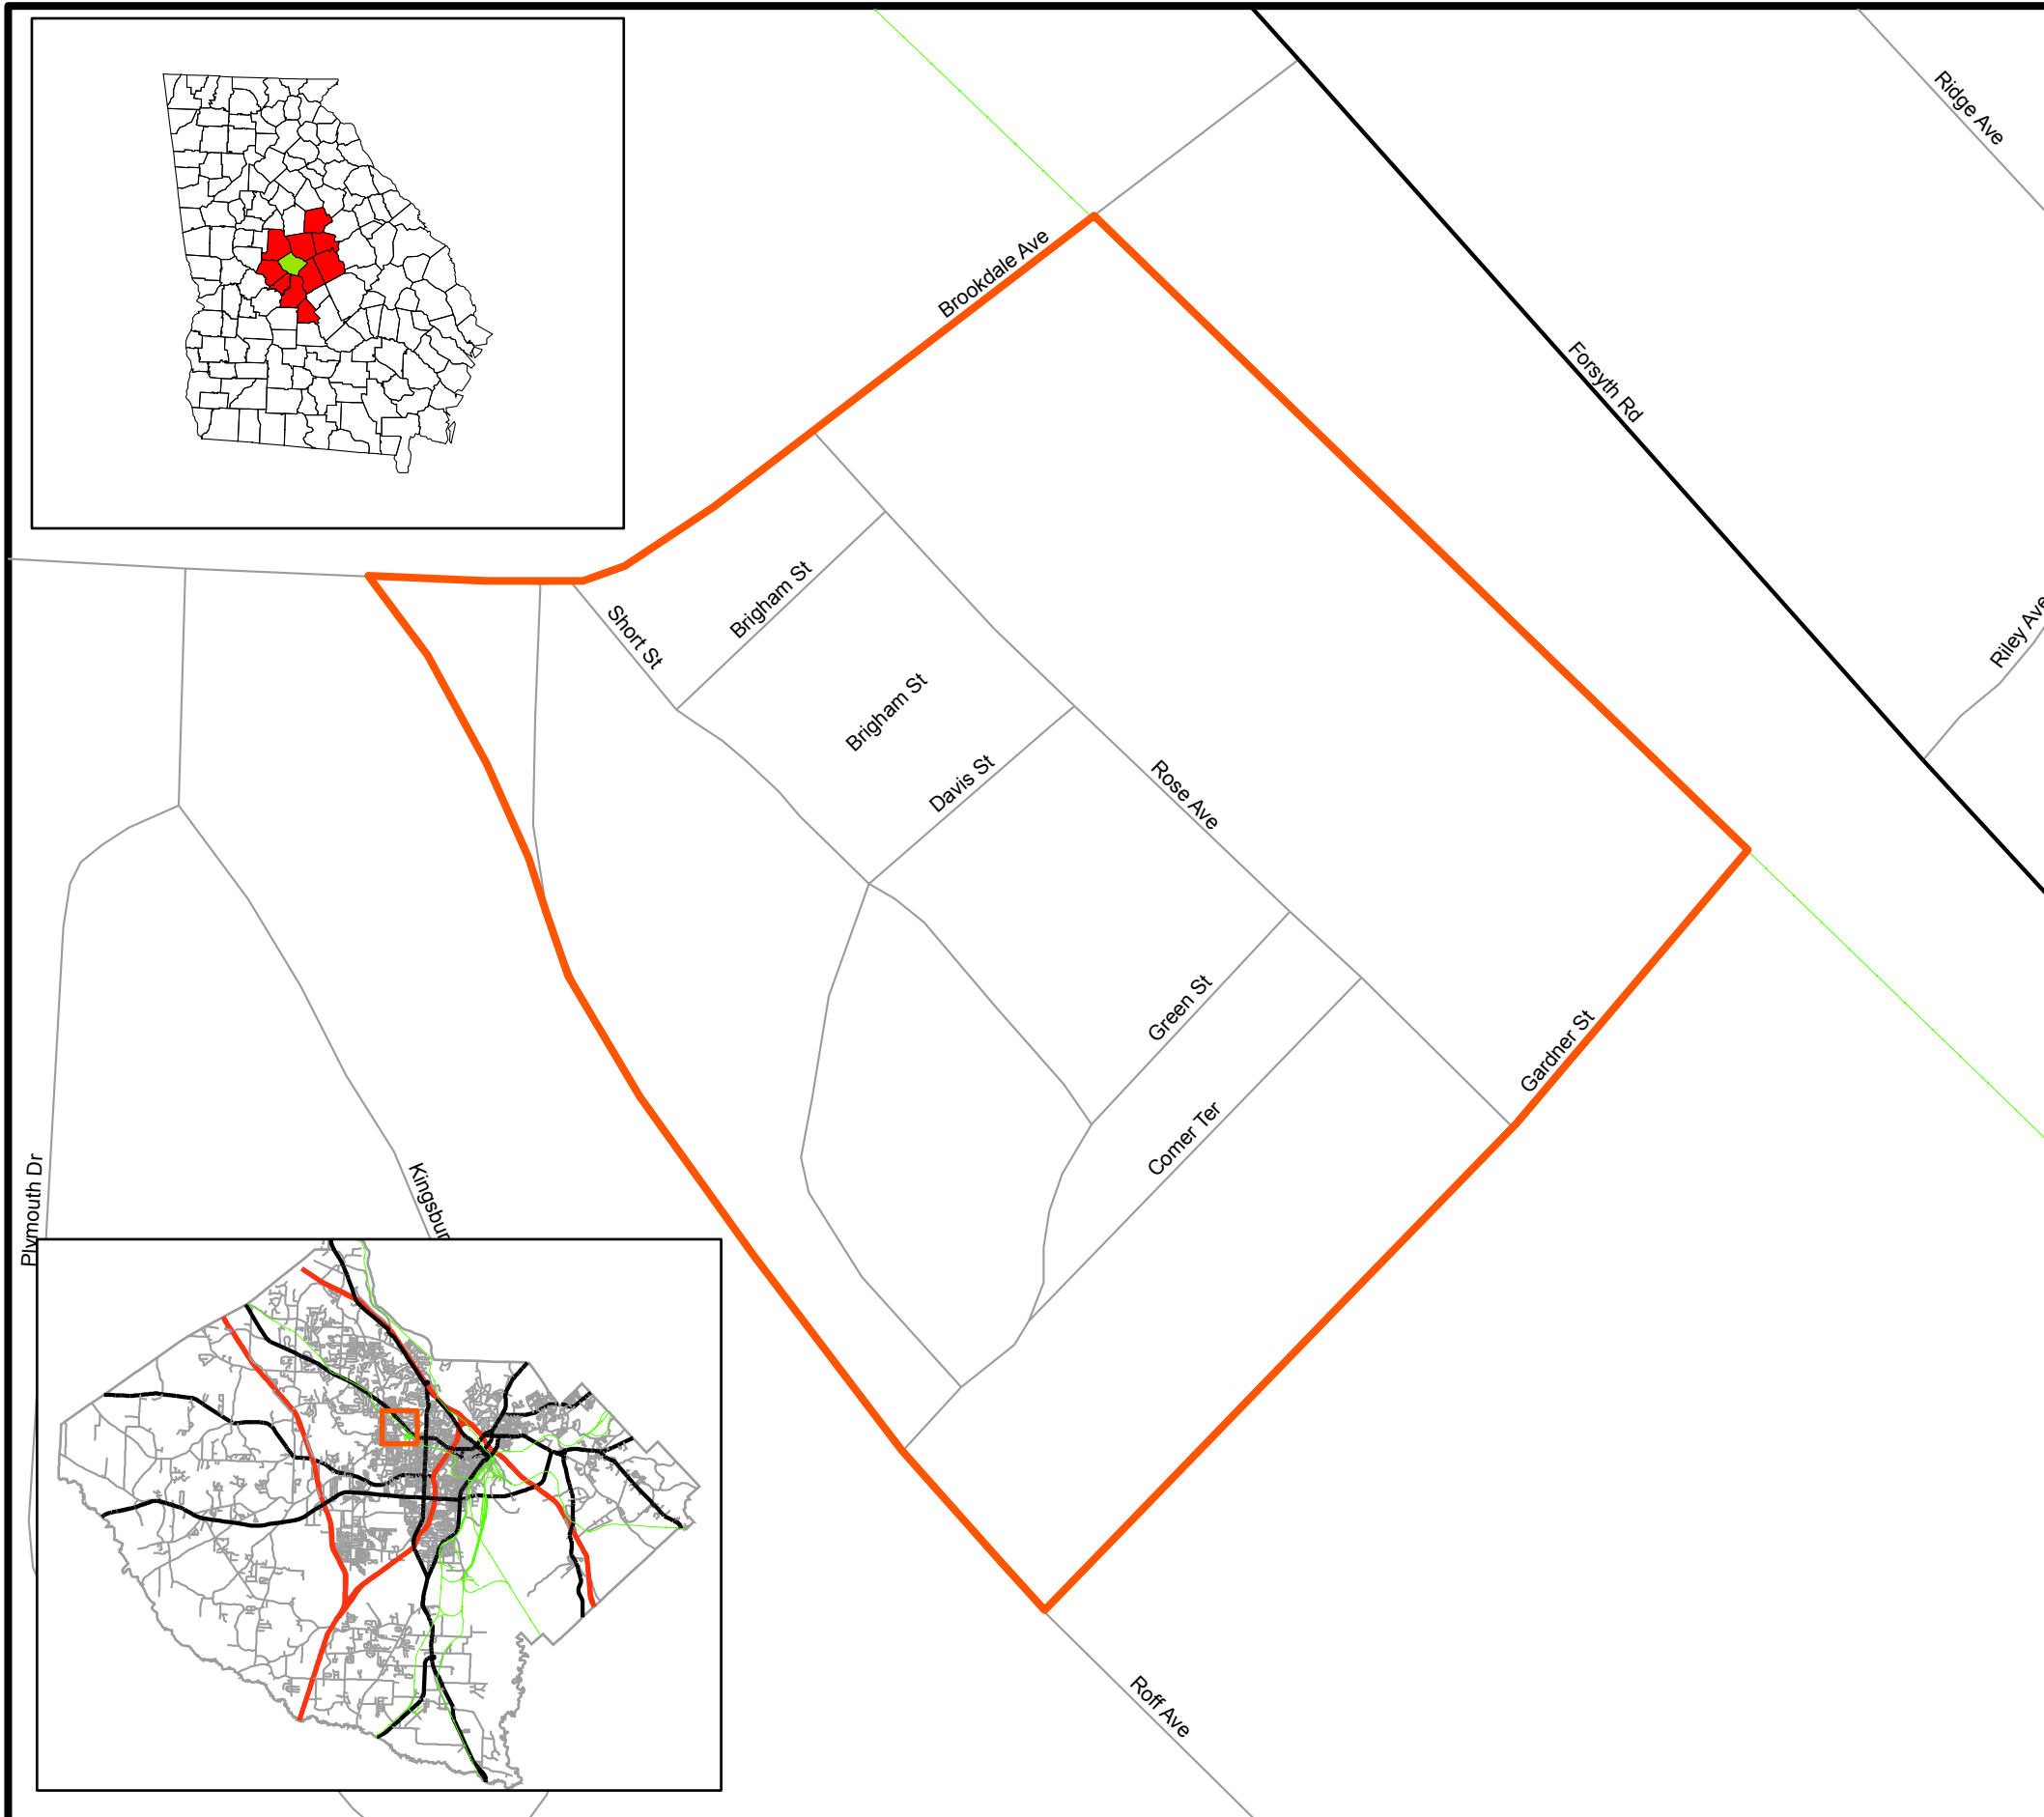 Ridge Ave
Brookdale Ave
Forsyth Rd
Brigham St
Short St
Riley Ave
Brigham St
Davis St
Rose Ave
Green St
Gardner St
Comer Ter
Plymouth Dr
Kingsbur
Roff Ave